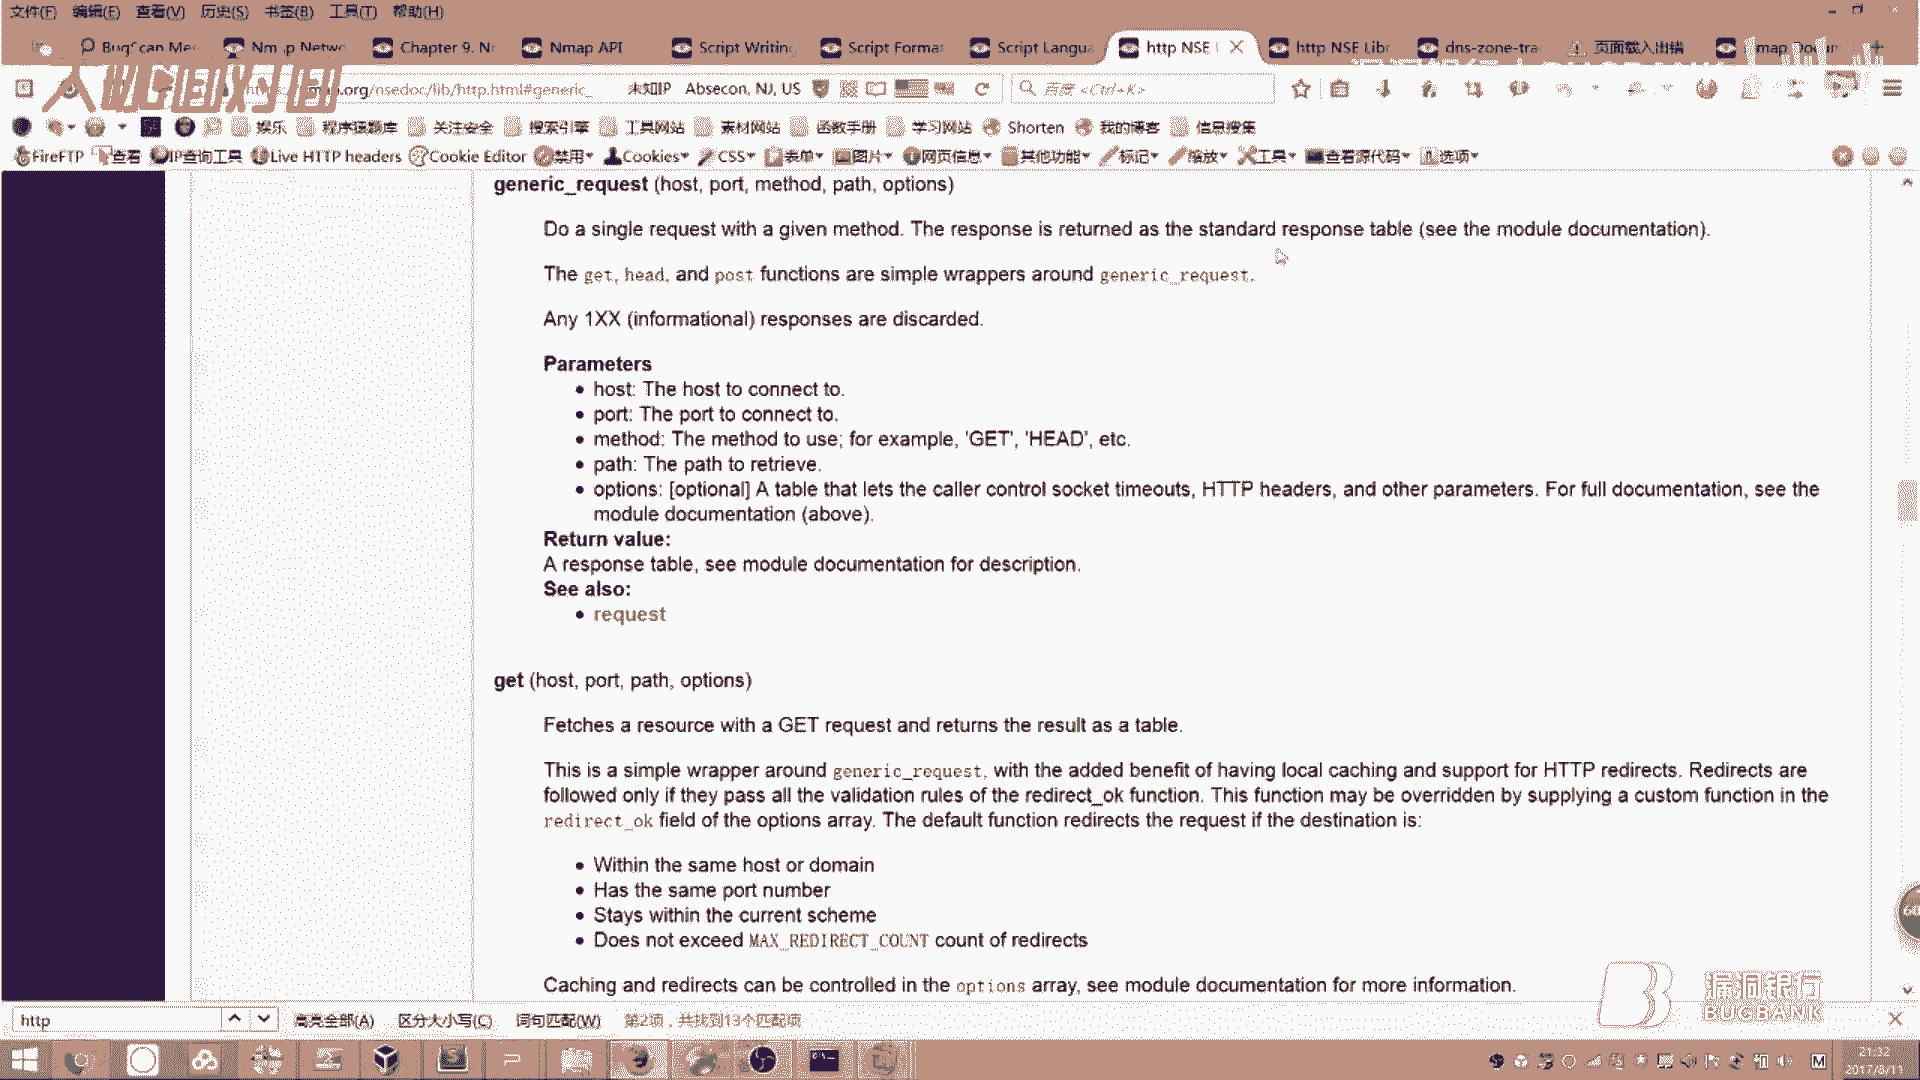 文件(F) 编辑(E) 查看(V) 历史(S) 书签(B) 工具(T) 帮助(H)
Chapter 9. N Nmap API Script Writing Script Format Script Langua http NSE http NSE Libr dns-zone-tra 页面载入出错
.org/nsedoc/lib/http.html#generic_ 未知IP Absecon, NJ, US 百度 <Ctrl+K>
娱乐 程序猿题库 关注安全 搜索引擎 工具网站 素材网站 函数手册 学习网站 Shorten 我的博客 信息搜集
FireFTP 查看 IP查询工具 Live HTTP headers Cookie Editor 禁用 Cookies CSS 表单 图片 网页信息 其他功能 标记 缩放 工具 查看源代码 选项
generic_request (host, port, method, path, options)
Do a single request with a given method. The response is returned as the standard response table (see the module documentation).
The get, head, and post functions are simple wrappers around generic_request.
Any 1XX (informational) responses are discarded.
Parameters
• host: The host to connect to.
• port: The port to connect to.
• method: The method to use; for example, 'GET', 'HEAD', etc.
• path: The path to retrieve.
• options: [optional] A table that lets the caller control socket timeouts, HTTP headers, and other parameters. For full documentation, see the
module documentation (above).
Return value:
A response table, see module documentation for description.
See also:
• request
get (host, port, path, options)
Fetches a resource with a GET request and returns the result as a table.
This is a simple wrapper around generic_request, with the added benefit of having local caching and support for HTTP redirects. Redirects are
followed only if they pass all the validation rules of the redirect_ok function. This function may be overridden by supplying a custom function in the
redirect_ok field of the options array. The default function redirects the request if the destination is:
• Within the same host or domain
• Has the same port number
• Stays within the current scheme
• Does not exceed MAX_REDIRECT_COUNT count of redirects
Caching and redirects can be controlled in the options array, see module documentation for more information.
漏洞银行
BUGBANK
http 高亮全部(A) 区分大小写(C) 词句匹配(W) 第2项，共找到13个匹配项
21:32
2017/8/11